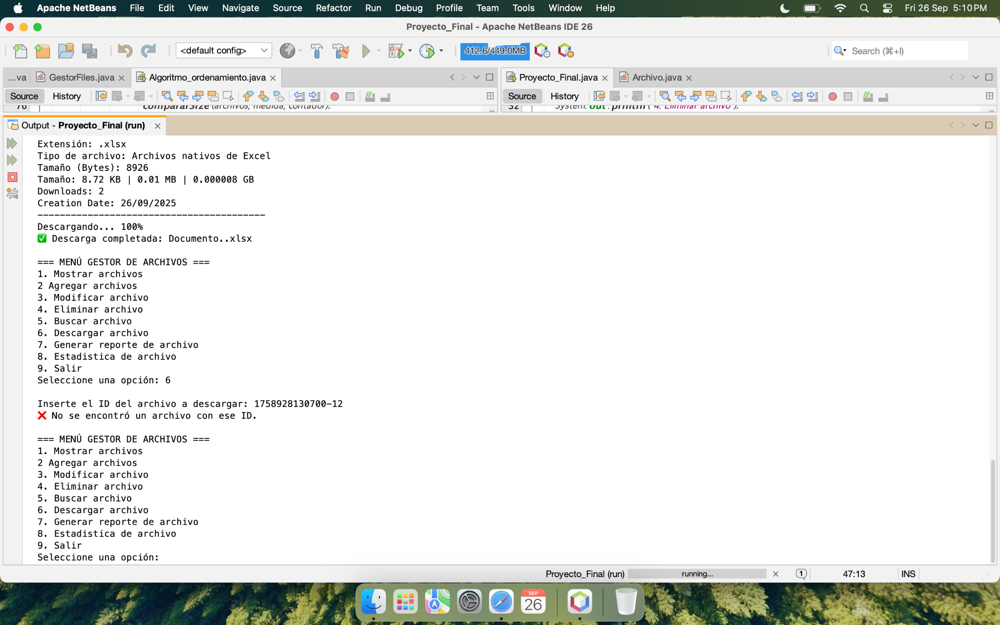 Apache NetBeans File Edit View Navigate Source Refactor Run Debug Profile Team Tools Window Help Fri 26 Sep 5:10 PM
Proyecto_Final - Apache NetBeans IDE 26
<default config> 412.6/449.0MB Search (⌘+I)
...va GestorFiles.java Algoritmo_ordenamiento.java Proyecto_Final.java Archivo.java
Source History Source History
76 compararSize(archivos, medida, contador); 32 System.out.println("4. Eliminar archivo");
Output - Proyecto_Final (run)
Extensión: .xlsx
Tipo de archivo: Archivos nativos de Excel
Tamaño (Bytes): 8926
Tamaño: 8.72 KB | 0.01 MB | 0.000008 GB
Downloads: 2
Creation Date: 26/09/2025
-----------------------------------------
Descargando... 100%
✅ Descarga completada: Documento..xlsx
=== MENÚ GESTOR DE ARCHIVOS ===
1. Mostrar archivos
2 Agregar archivos
3. Modificar archivo
4. Eliminar archivo
5. Buscar archivo
6. Descargar archivo
7. Generar reporte de archivo
8. Estadistica de archivo
9. Salir
Seleccione una opción: 6
Inserte el ID del archivo a descargar: 1758928130700-12
❌ No se encontró un archivo con ese ID.
=== MENÚ GESTOR DE ARCHIVOS ===
1. Mostrar archivos
2 Agregar archivos
3. Modificar archivo
4. Eliminar archivo
5. Buscar archivo
6. Descargar archivo
7. Generar reporte de archivo
8. Estadistica de archivo
9. Salir
Seleccione una opción:
Proyecto_Final (run) running... 1 47:13 INS
SEP
26